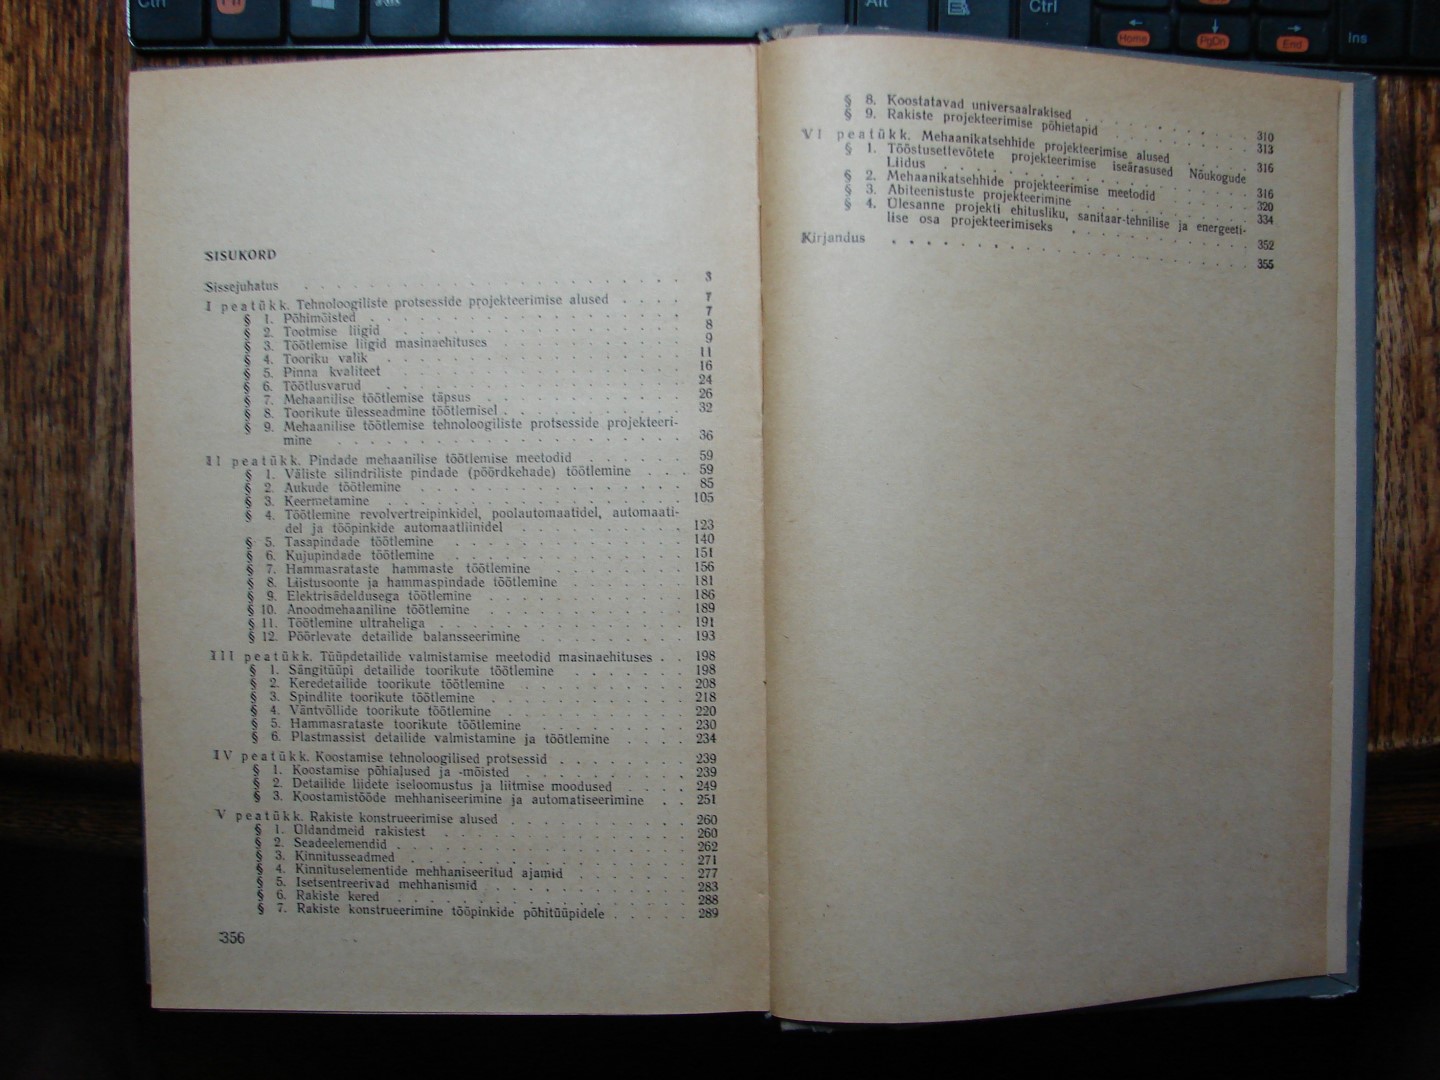 Ctrl
Alt
Ctrl
Home
PgDn
End
Ins
SISUKORD
Sissejuhatus . . . . . . . . . . . . . . . . . . 3
I peatükk. Tehnoloogiliste protsesside projekteerimise alused . . . . 7
§ 1. Põhimõisted . . . . . . . . . . . . . . . . 7
§ 2. Tootmise liigid . . . . . . . . . . . . . . . 8
§ 3. Töötlemise liigid masinaehituses . . . . . . . . . . 9
§ 4. Tooriku valik . . . . . . . . . . . . . . . 11
§ 5. Pinna kvaliteet . . . . . . . . . . . . . . . 16
§ 6. Töötlusvarud . . . . . . . . . . . . . . . 24
§ 7. Mehaanilise töötlemise täpsus . . . . . . . . . . 26
§ 8. Toorikute ülesseadmine töötlemisel . . . . . . . . . 32
§ 9. Mehaanilise töötlemise tehnoloogiliste protsesside projekteeri-
mine . . . . . . . . . . . . . . . . . 36
II peatükk. Pindade mehaanilise töötlemise meetodid . . . . . . 59
§ 1. Väliste silindriliste pindade (pöördkehade) töötlemine . . . 59
§ 2. Aukude töötlemine . . . . . . . . . . . . . 85
§ 3. Keermetamine . . . . . . . . . . . . . . . 105
§ 4. Töötlemine revolvertreipinkidel, poolautomaatidel, automaati-
del ja tööpinkide automaatliinidel . . . . . . . . . 123
§ 5. Tasapindade töötlemine . . . . . . . . . . . . 140
§ 6. Kujupindade töötlemine . . . . . . . . . . . . 151
§ 7. Hammasrataste hammaste töötlemine . . . . . . . . 156
§ 8. Liistusoonte ja hammaspindade töötlemine . . . . . . . 181
§ 9. Elektrisädeldusega töötlemine . . . . . . . . . . 186
§ 10. Anoodmehaaniline töötlemine . . . . . . . . . . 189
§ 11. Töötlemine ultraheliga . . . . . . . . . . . . 191
§ 12. Pöörlevate detailide balansseerimine . . . . . . . . 193
III peatükk. Tüüpdetailide valmistamise meetodid masinaehituses . . 198
§ 1. Sängitüüpi detailide toorikute töötlemine . . . . . . . 198
§ 2. Keredetailide toorikute töötlemine . . . . . . . . . 208
§ 3. Spindlite toorikute töötlemine . . . . . . . . . . 218
§ 4. Väntvõllide toorikute töötlemine . . . . . . . . . 220
§ 5. Hammasrataste toorikute töötlemine . . . . . . . . 230
§ 6. Plastmassist detailide valmistamine ja töötlemine . . . . 234
IV peatükk. Koostamise tehnoloogilised protsessid . . . . . . . 239
§ 1. Koostamise põhialused ja -mõisted . . . . . . . . . 239
§ 2. Detailide liidete iseloomustus ja liitmise moodused . . . . 249
§ 3. Koostamistööde mehhaniseerimine ja automatiseerimine . . 251
V peatükk. Rakiste konstrueerimise alused . . . . . . . . . 260
§ 1. Üldandmeid rakistest . . . . . . . . . . . . . 260
§ 2. Seadeelemendid . . . . . . . . . . . . . . . 262
§ 3. Kinnitusseadmed . . . . . . . . . . . . . . 271
§ 4. Kinnituselementide mehhaniseeritud ajamid . . . . . . 277
§ 5. Isetsentreerivad mehhanismid . . . . . . . . . . 283
§ 6. Rakiste kered . . . . . . . . . . . . . . . 288
§ 7. Rakiste konstrueerimine tööpinkide põhitüüpidele . . . . . 289
356
§ 8. Koostatavad universaalrakised . . . . . . . . . . 310
§ 9. Rakiste projekteerimise põhietapid . . . . . . . . 313
VI peatükk. Mehaanikatsehhide projekteerimise alused . . . . . 316
§ 1. Tööstusettevõtete projekteerimise iseärasused Nõukogude
Liidus . . . . . . . . . . . . . . . . . 316
§ 2. Mehaanikatsehhide projekteerimise meetodid . . . . . . 320
§ 3. Abiteenistuste projekteerimine . . . . . . . . . . 334
§ 4. Ülesanne projekti ehitusliku, sanitaar-tehnilise ja energeeti-
lise osa projekteerimiseks . . . . . . . . . . . 352
Kirjandus . . . . . . . . . . . . . . . . . . 355